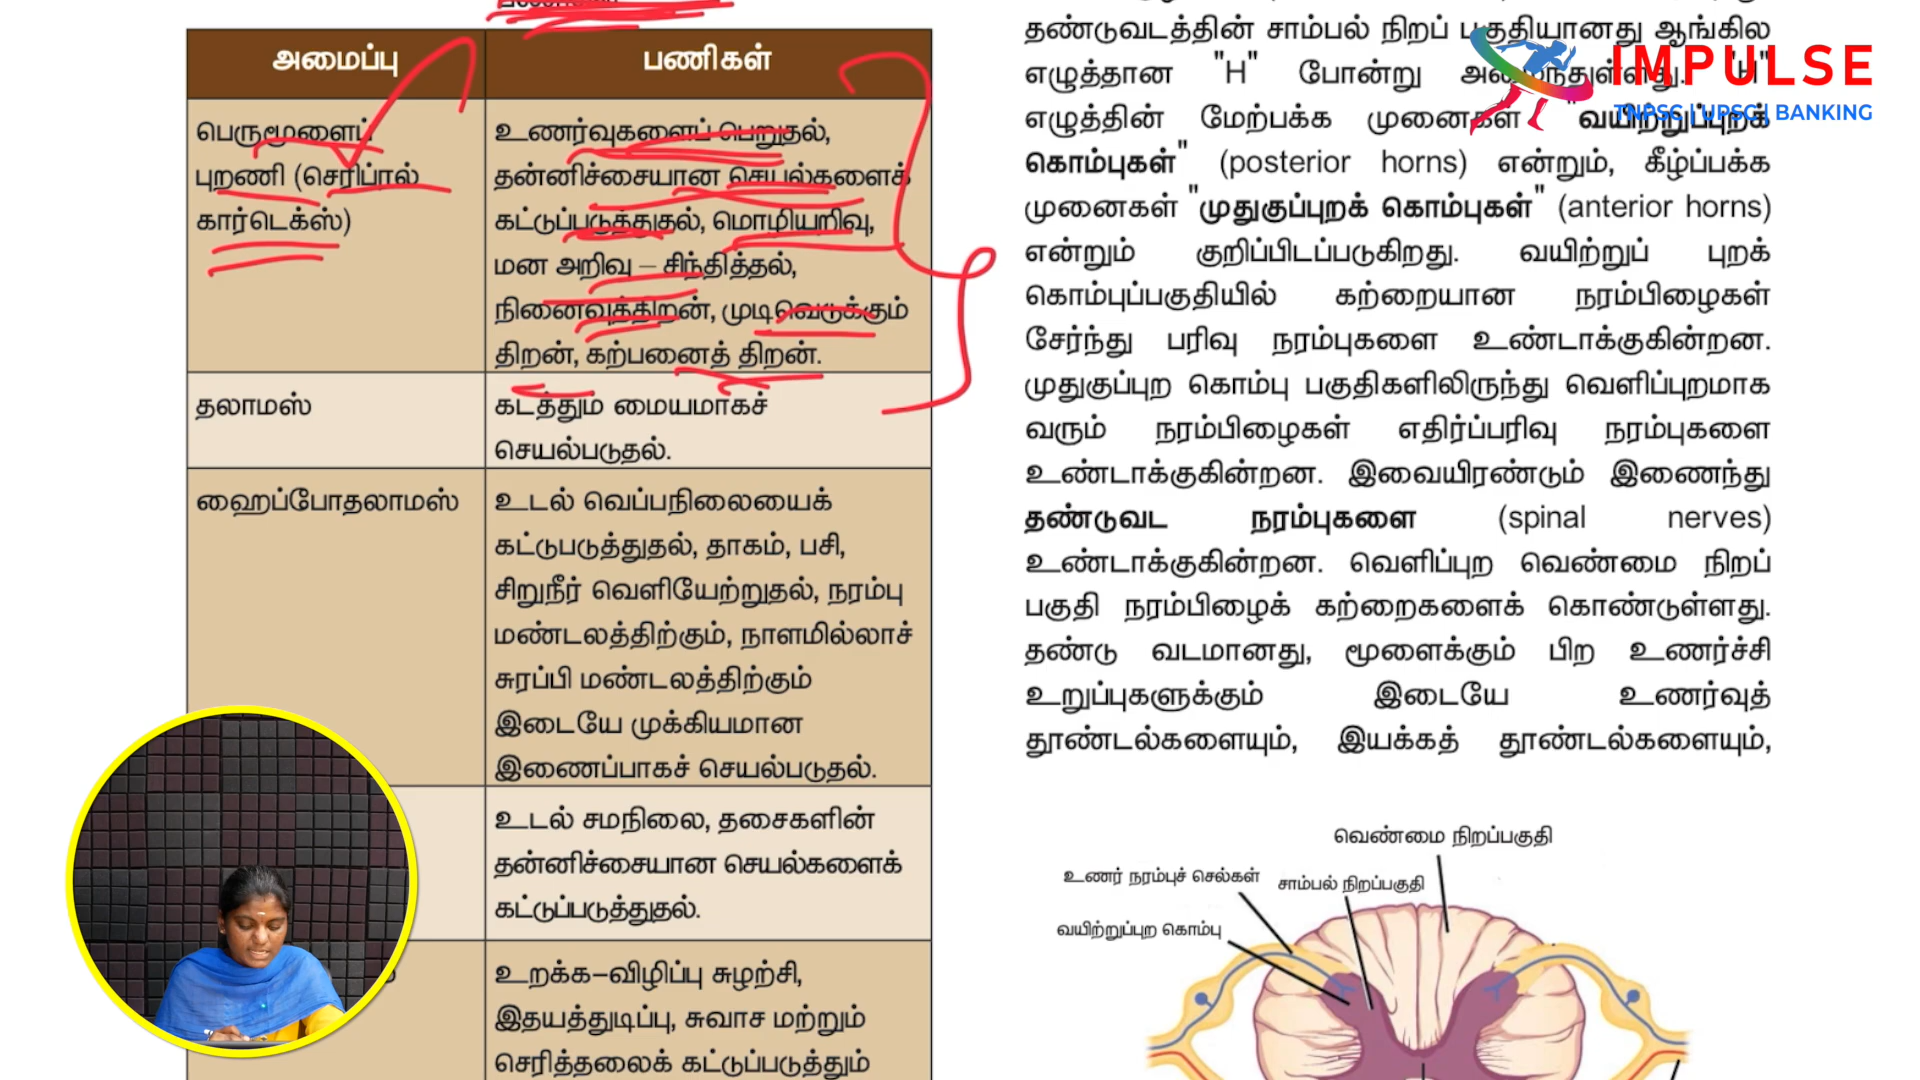 அமைப்பு
பணிகள்
பெருமூளைப்
புறணி (செரிப்ரல்
கார்டெக்ஸ்)
உணர்வுகளைப் பெறுதல்,
தன்னிச்சையான செயல்களைக்
கட்டுப்படுத்துதல், மொழியறிவு,
மன அறிவு – சிந்தித்தல்,
நினைவுத்திறன், முடிவெடுக்கும்
திறன், கற்பனைத் திறன்.
தலாமஸ்
கடத்தும் மையமாகச்
செயல்படுதல்.
ஹைப்போதலாமஸ்
உடல் வெப்பநிலையைக்
கட்டுபடுத்துதல், தாகம், பசி,
சிறுநீர் வெளியேற்றுதல், நரம்பு
மண்டலத்திற்கும், நாளமில்லாச்
சுரப்பி மண்டலத்திற்கும்
இடையே முக்கியமான
இணைப்பாகச் செயல்படுதல்.
உடல் சமநிலை, தசைகளின்
தன்னிச்சையான செயல்களைக்
கட்டுப்படுத்துதல்.
உறக்க–விழிப்பு சுழற்சி,
இதயத்துடிப்பு, சுவாச மற்றும்
செரித்தலைக் கட்டுப்படுத்தும்
தண்டுவடத்தின் சாம்பல் நிறப் பகுதியானது ஆங்கில
எழுத்தான "H" போன்று அமைந்துள்ளது. "H"
எழுத்தின் மேற்பக்க முனைகள் "வயிற்றுப்புறக்
கொம்புகள்" (posterior horns) என்றும், கீழ்ப்பக்க
முனைகள் "முதுகுப்புறக் கொம்புகள்" (anterior horns)
என்றும் குறிப்பிடப்படுகிறது. வயிற்றுப் புறக்
கொம்புப்பகுதியில் கற்றையான நரம்பிழைகள்
சேர்ந்து பரிவு நரம்புகளை உண்டாக்குகின்றன.
முதுகுப்புற கொம்பு பகுதிகளிலிருந்து வெளிப்புறமாக
வரும் நரம்பிழைகள் எதிர்ப்பரிவு நரம்புகளை
உண்டாக்குகின்றன. இவையிரண்டும் இணைந்து
தண்டுவட நரம்புகளை (spinal nerves)
உண்டாக்குகின்றன. வெளிப்புற வெண்மை நிறப்
பகுதி நரம்பிழைக் கற்றைகளைக் கொண்டுள்ளது.
தண்டு வடமானது, மூளைக்கும் பிற உணர்ச்சி
உறுப்புகளுக்கும் இடையே உணர்வுத்
தூண்டல்களையும், இயக்கத் தூண்டல்களையும்,
வெண்மை நிறப்பகுதி
உணர் நரம்புச் செல்கள்
சாம்பல் நிறப்பகுதி
வயிற்றுப்புற கொம்பு
IMPULSE
TNPSC | UPSC | BANKING